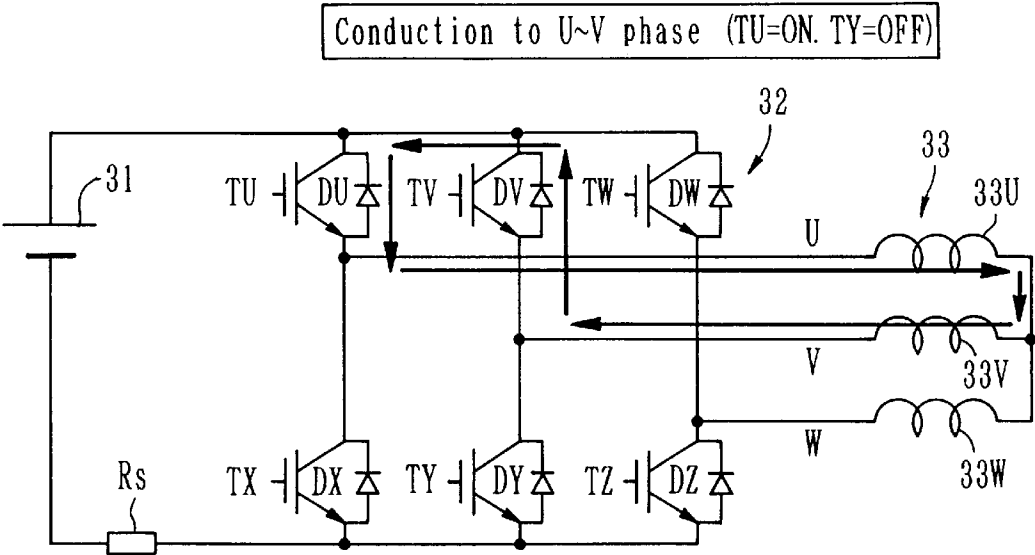 Conduction to U~V phase (TU=ON. TY=OFF)
32
31
33
TU DU TV DV TW DW
33U
U
V
33V
W
33W
Rs
TX DX TY DY TZ DZ